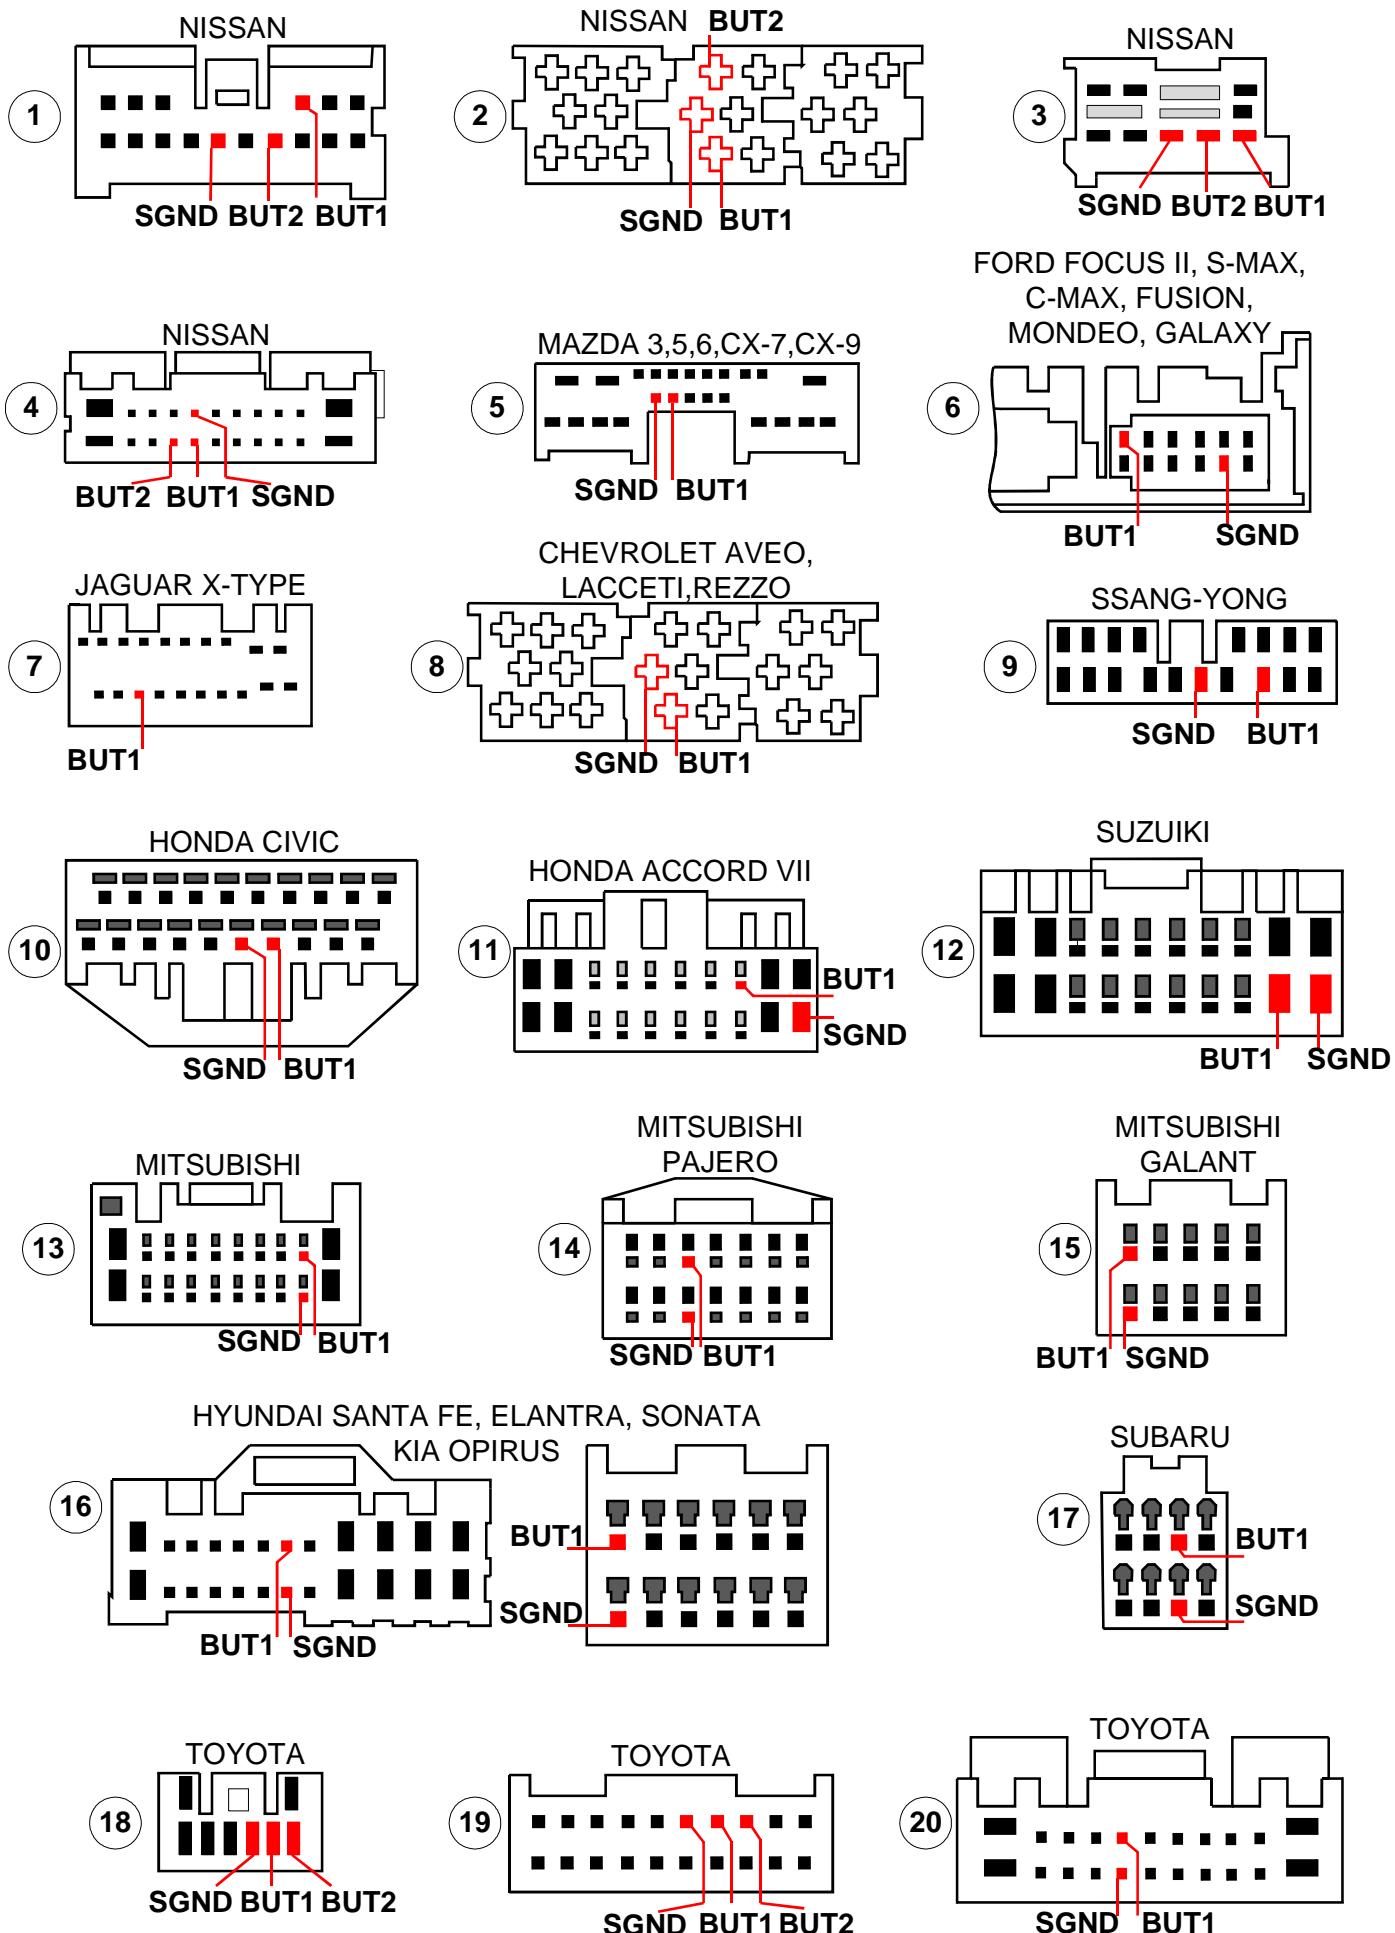 NISSAN
1
SGND BUT2 BUT1
NISSAN BUT2
2
SGND BUT1
NISSAN
3
SGND BUT2 BUT1
NISSAN
4
BUT2 BUT1 SGND
MAZDA 3,5,6,CX-7,CX-9
5
SGND BUT1
FORD FOCUS II, S-MAX,
C-MAX, FUSION,
MONDEO, GALAXY
6
BUT1 SGND
JAGUAR X-TYPE
7
BUT1
CHEVROLET AVEO,
LACCETI,REZZO
8
SGND BUT1
SSANG-YONG
9
SGND BUT1
HONDA CIVIC
10
SGND BUT1
HONDA ACCORD VII
11
BUT1
SGND
SUZUIKI
12
BUT1 SGND
MITSUBISHI
13
SGND BUT1
MITSUBISHI
PAJERO
14
SGND BUT1
MITSUBISHI
GALANT
15
BUT1 SGND
HYUNDAI SANTA FE, ELANTRA, SONATA
KIA OPIRUS
16
BUT1 SGND
BUT1
SGND
SUBARU
17
BUT1
SGND
TOYOTA
18
SGND BUT1 BUT2
TOYOTA
19
SGND BUT1 BUT2
TOYOTA
20
SGND BUT1